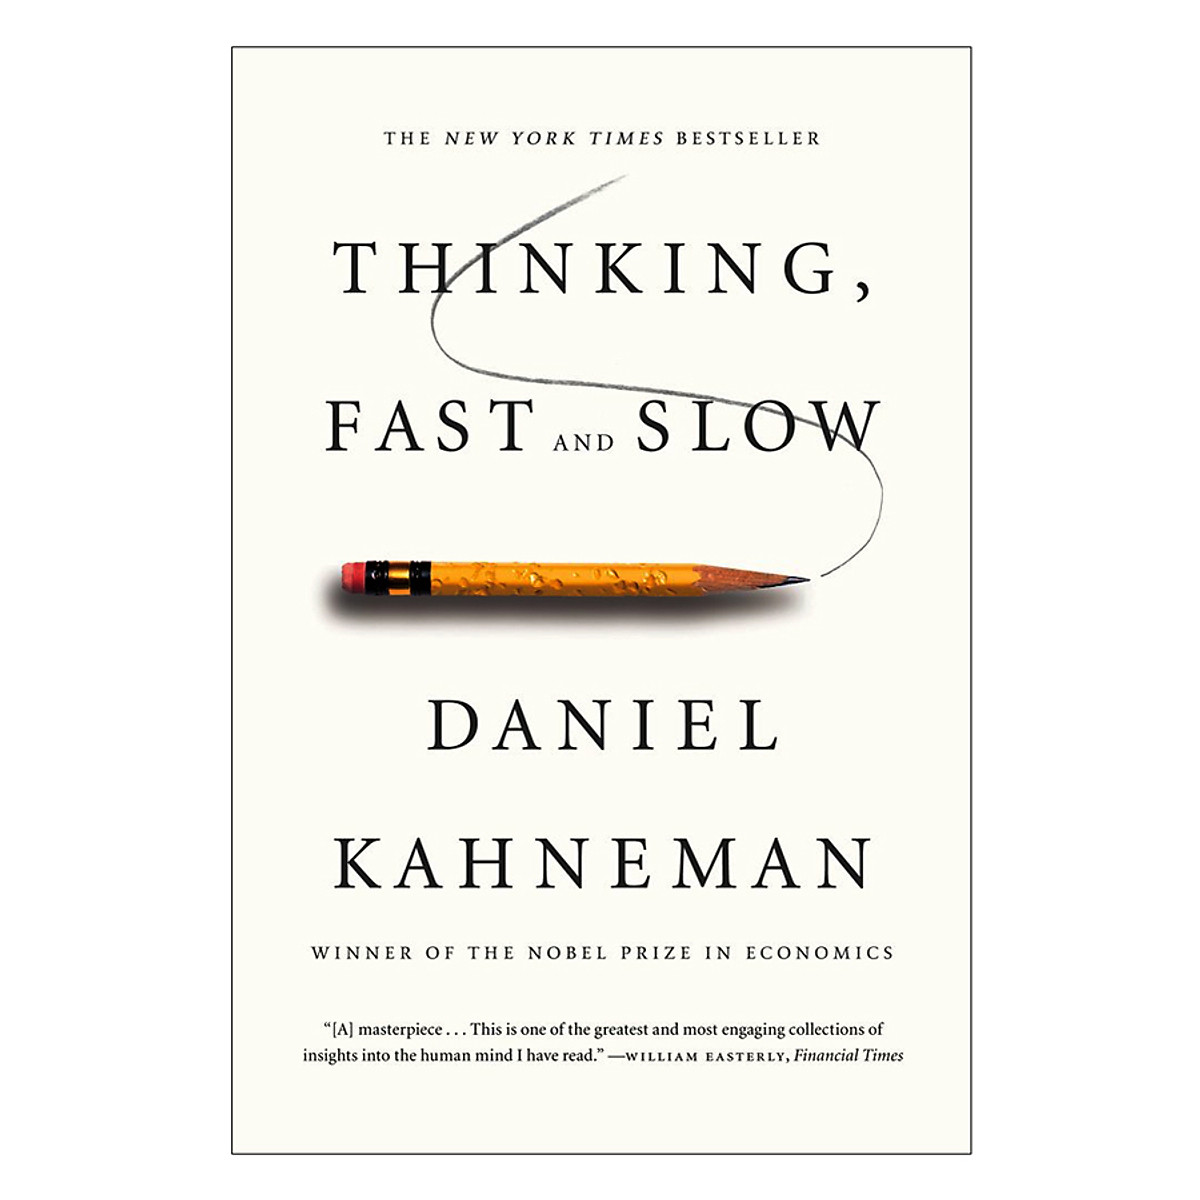 THE NEW YORK TIMES BESTSELLER
THINKING,
FAST AND SLOW
DANIEL
KAHNEMAN
WINNER OF THE NOBEL PRIZE IN ECONOMICS
“[A] masterpiece . . . This is one of the greatest and most engaging collections of
insights into the human mind I have read.” —WILLIAM EASTERLY, Financial Times